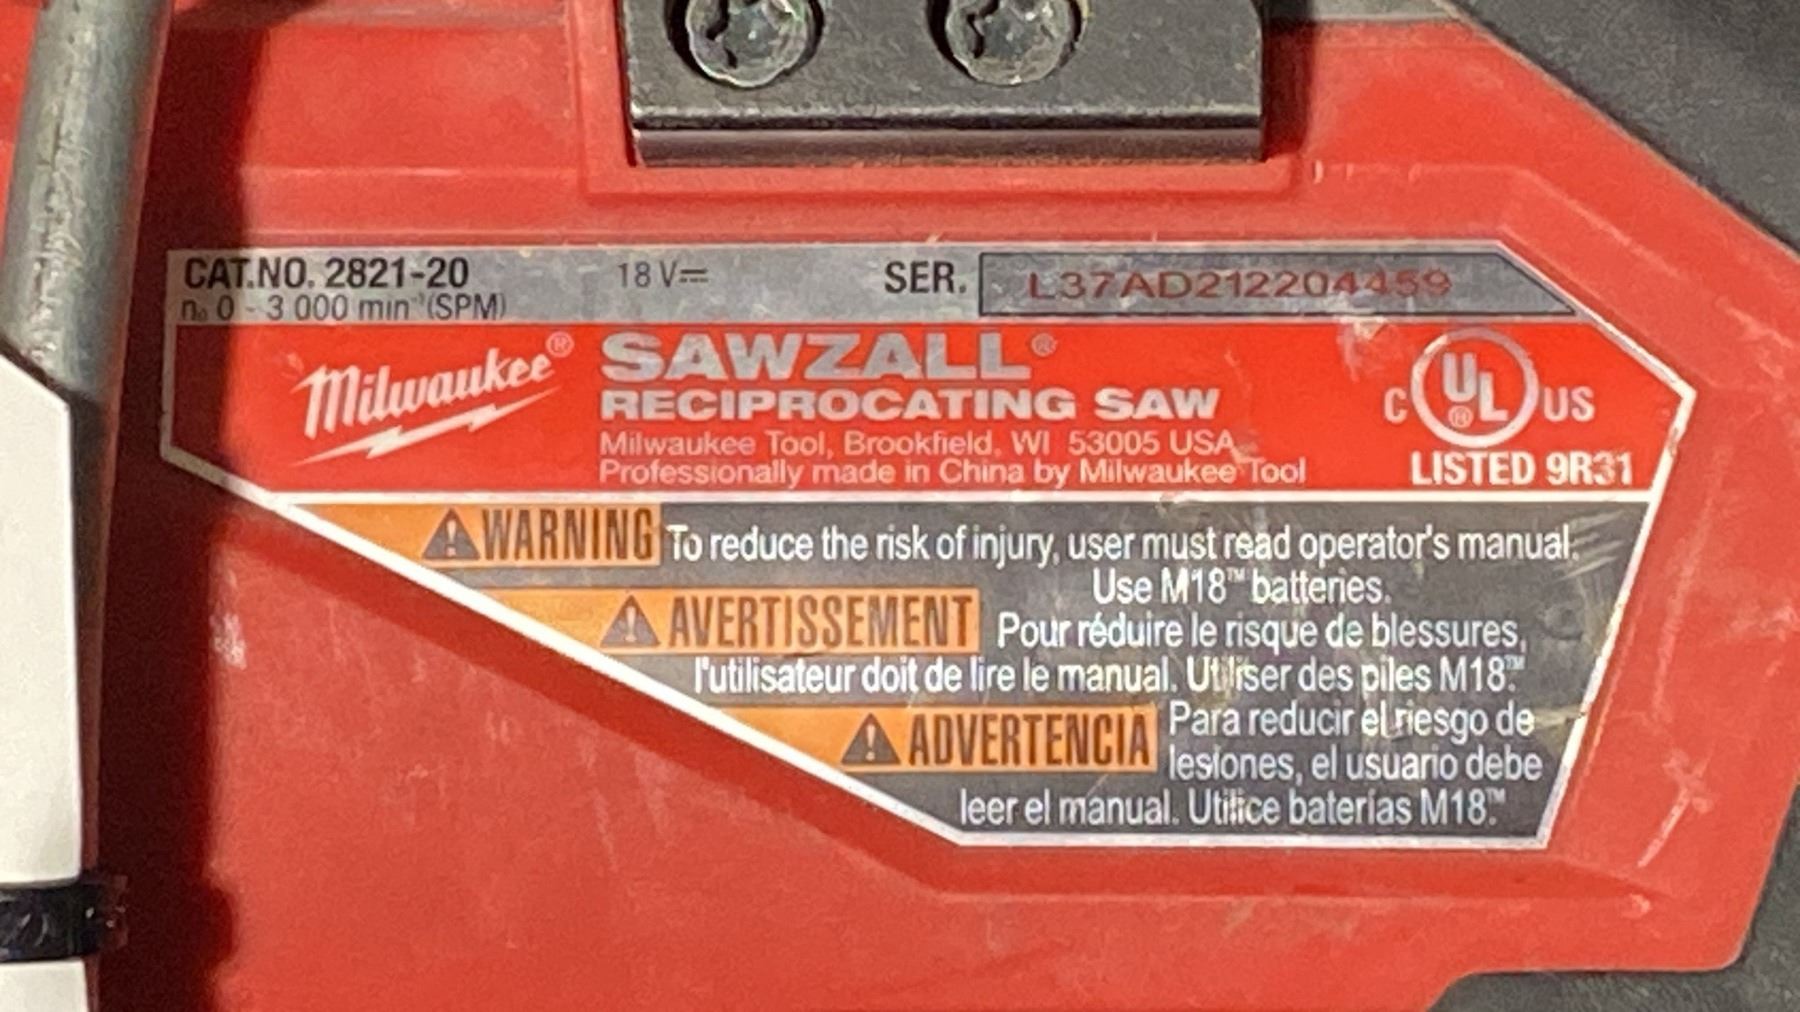 CAT.NO. 2821-20 18 V⎓ SER. L37AD212204459
n₀ 0 - 3 000 min⁻¹ (SPM)
Milwaukee® SAWZALL®
RECIPROCATING SAW
Milwaukee Tool, Brookfield, WI 53005 USA
Professionally made in China by Milwaukee Tool
C UL® US
LISTED 9R31
⚠WARNING To reduce the risk of injury, user must read operator's manual.
Use M18™ batteries.
⚠AVERTISSEMENT Pour réduire le risque de blessures,
l'utilisateur doit de lire le manual. Utiliser des piles M18™.
⚠ADVERTENCIA Para reducir el riesgo de
lesiones, el usuario debe
leer el manual. Utilice baterías M18™.